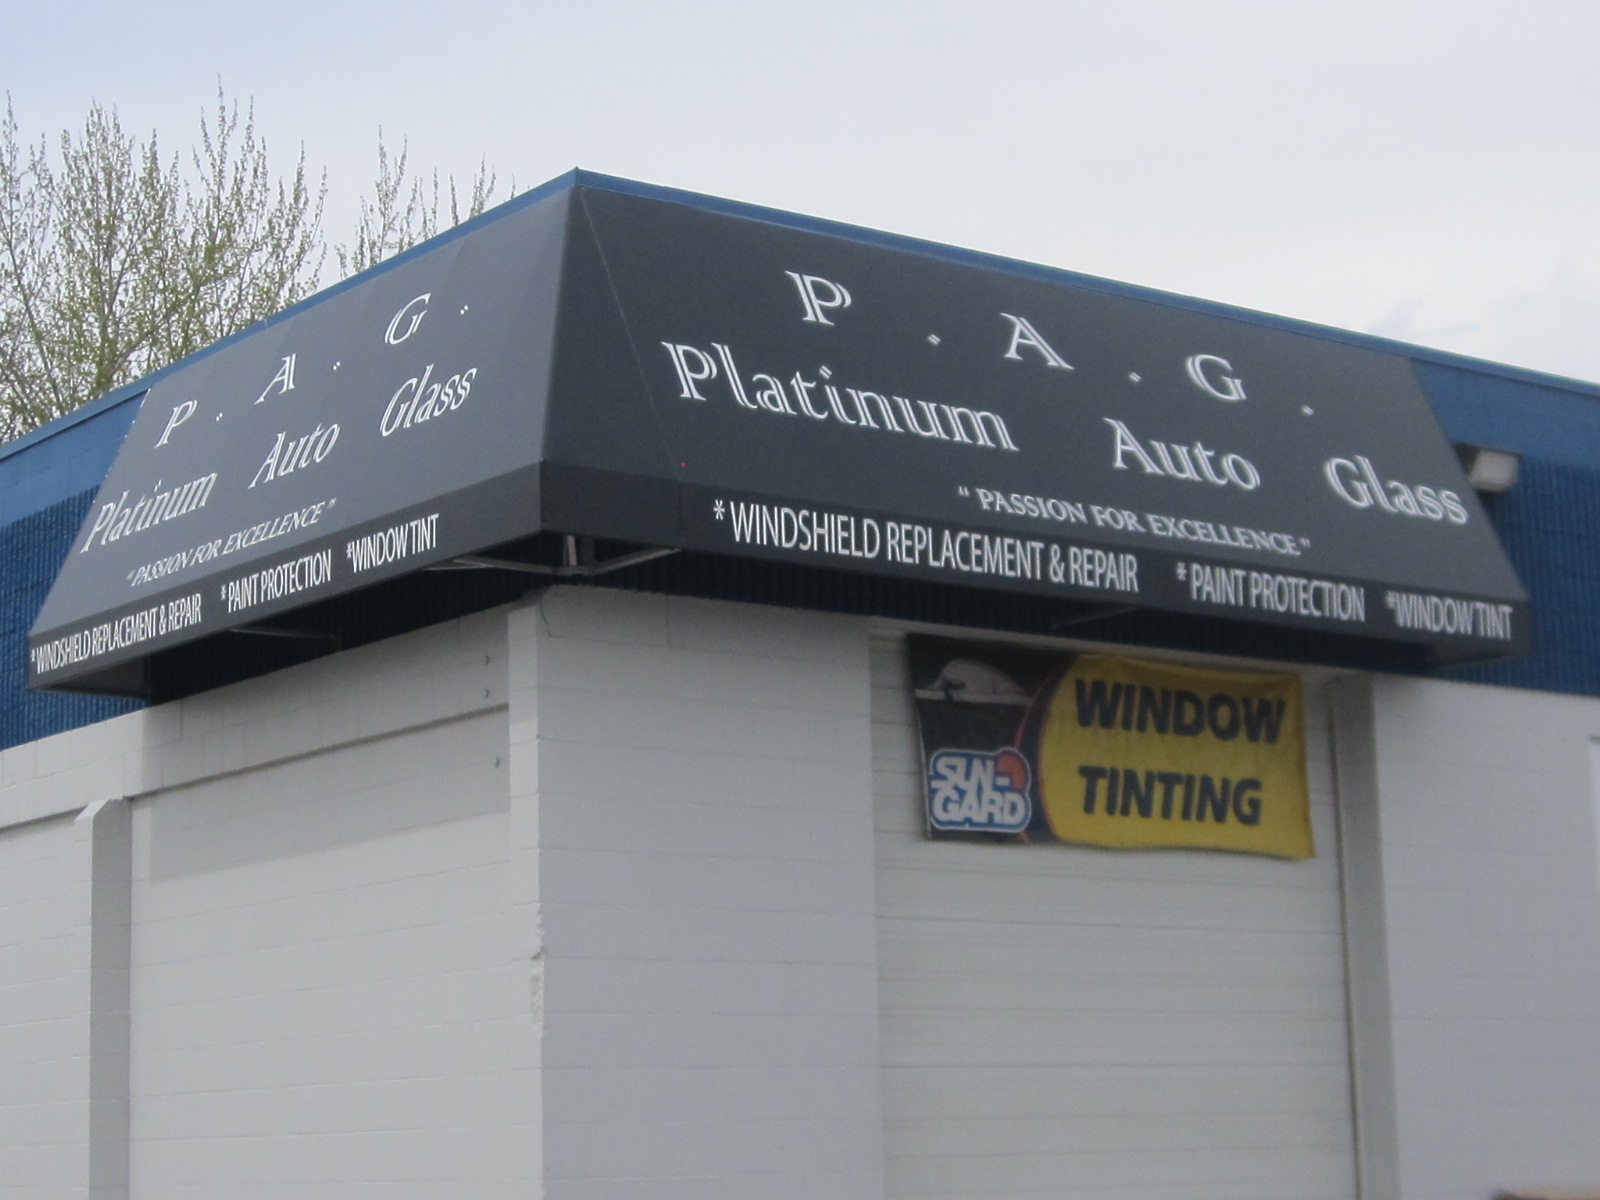 P. A. G.
Platinum Auto Glass
"PASSION FOR EXCELLENCE"
*WINDSHIELD REPLACEMENT & REPAIR *PAINT PROTECTION *WINDOW TINT
P. A. G.
Platinum Auto Glass
"PASSION FOR EXCELLENCE"
*WINDSHIELD REPLACEMENT & REPAIR *PAINT PROTECTION *WINDOW TINT
SUN-
GARD
WINDOW
TINTING